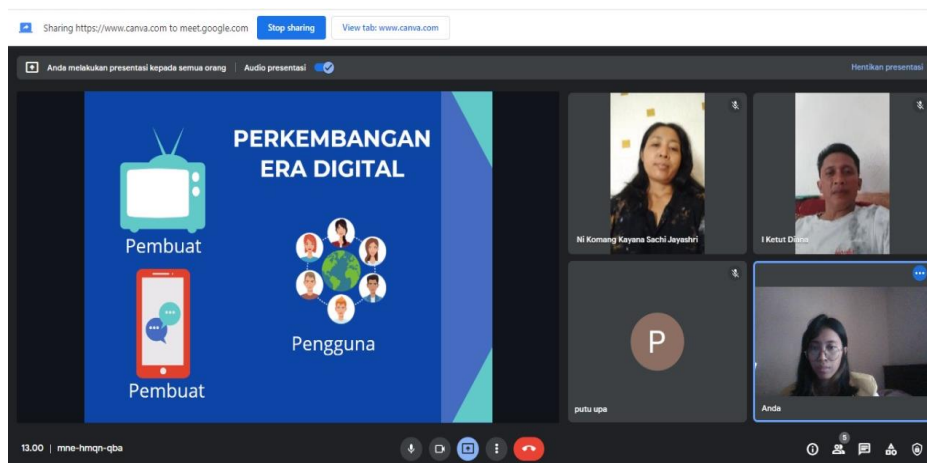 Sharing https://www.canva.com to meet.google.com
Stop sharing
View tab: www.canva.com
Anda melakukan presentasi kepada semua orang
Audio presentasi
Hentikan presentasi
PERKEMBANGAN
ERA DIGITAL
Pembuat
Pengguna
Pembuat
Ni Komang Kayana Sachi Jayashri
I Ketut Diana
P
putu upa
Anda
13.00 | mne-hmqn-qba
5